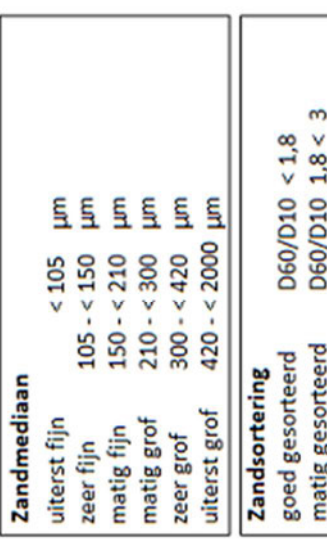 Zandmediaan
uiterst fijn < 105 µm
zeer fijn 105 - < 150 µm
matig fijn 150 - < 210 µm
matig grof 210 - < 300 µm
zeer grof 300 - < 420 µm
uiterst grof 420 - < 2000 µm
Zandsortering
goed gesorteerd D60/D10 < 1,8
matig gesorteerd D60/D10 1,8 < 3